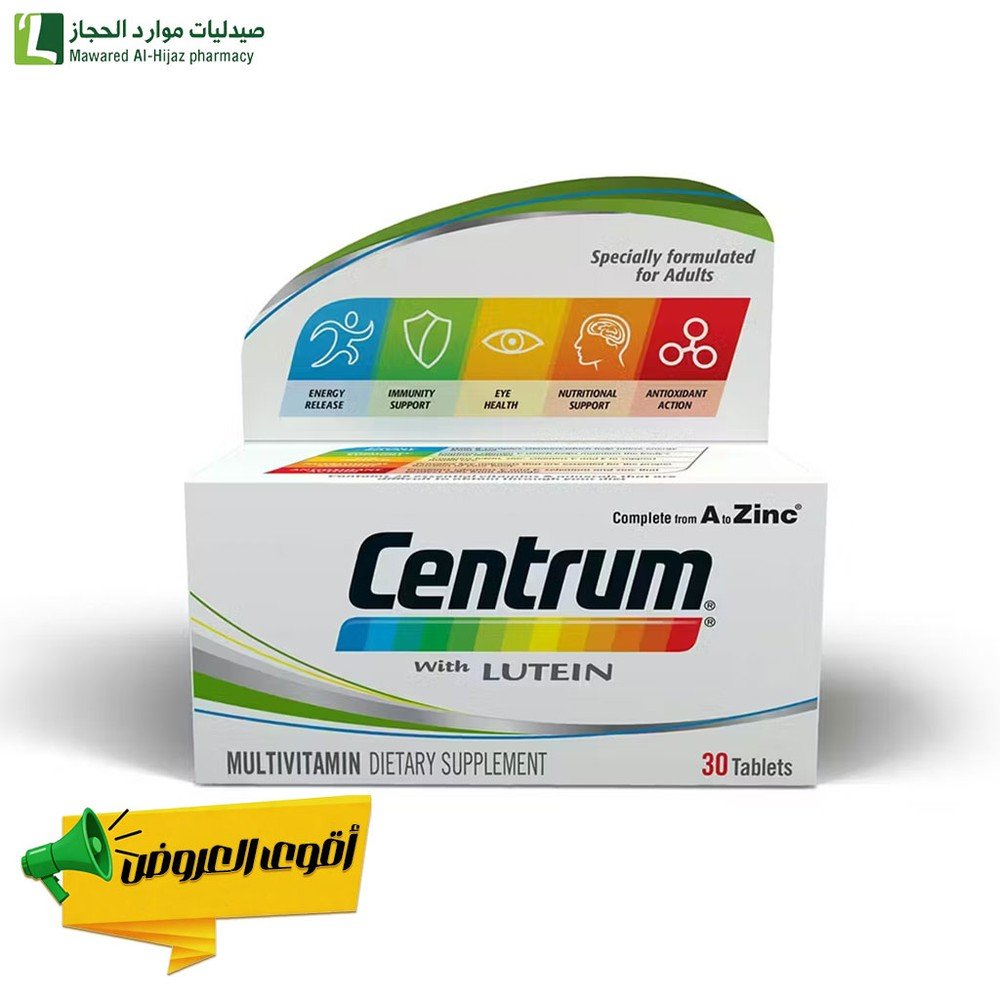 صيدليات موارد الحجاز
Mawared Al-Hijaz pharmacy
Specially formulated
for Adults
ENERGY RELEASE
IMMUNITY SUPPORT
EYE HEALTH
NUTRITIONAL SUPPORT
ANTIOXIDANT ACTION
Complete from A to Zinc®
Centrum®
®
With LUTEIN
MULTIVITAMIN DIETARY SUPPLEMENT
30 Tablets
أقوى العروض